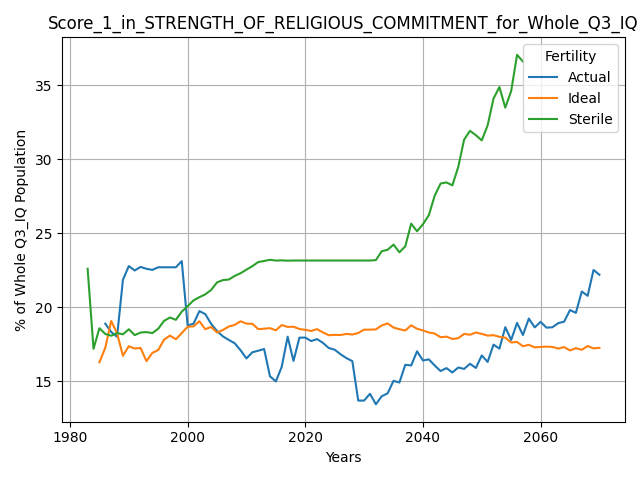 Score_1_in_STRENGTH_OF_RELIGIOUS_COMMITMENT_for_Whole_Q3_IQ
Fertility
Actual
Ideal
Sterile
% of Whole Q3_IQ Population
35
30
25
20
15
1980
2000
2020
2040
2060
Years